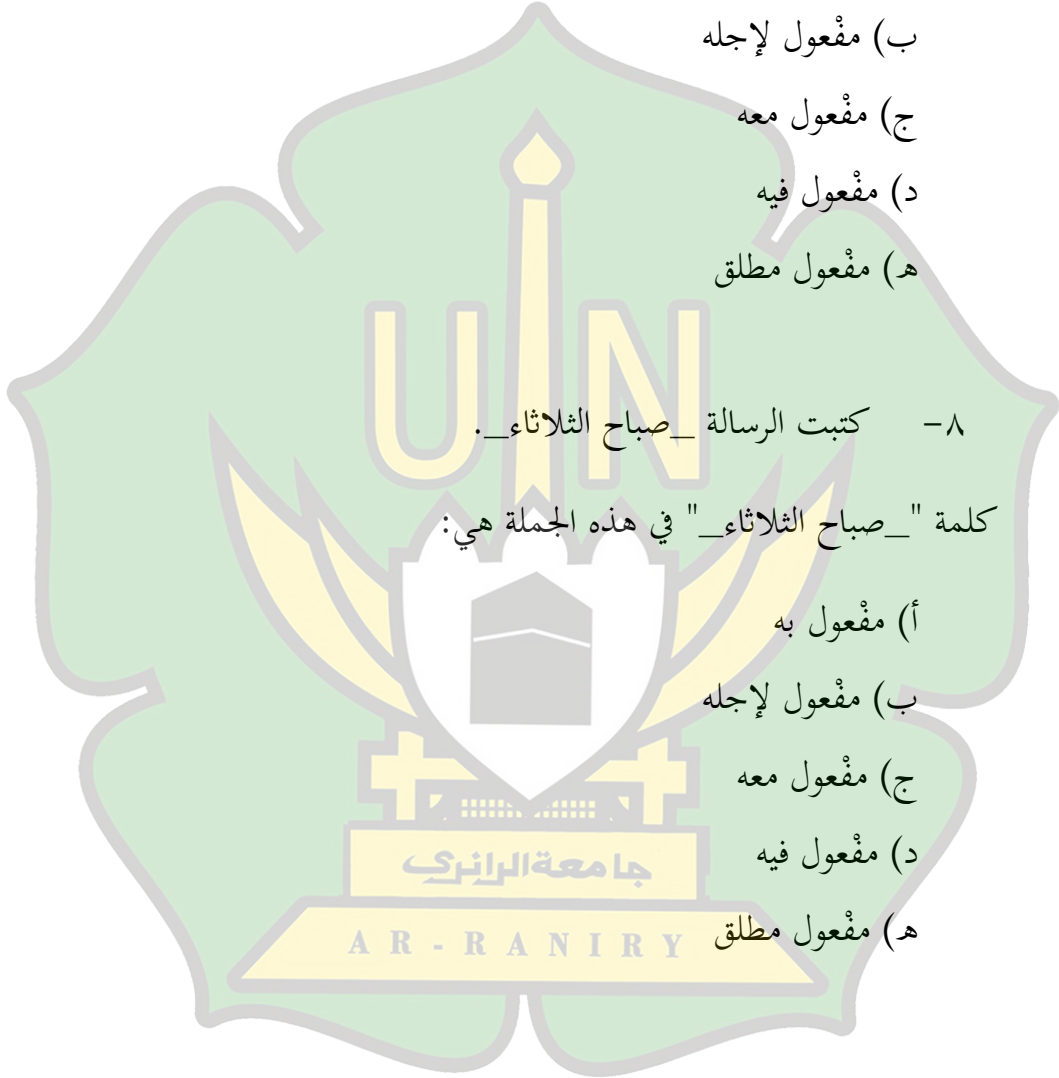 ب) مفْعول لإجله
ج) مفْعول معه
د) مفْعول فيه
ه) مفْعول مطلق
UIN
٨- كتبت الرسالة _صباح الثلاثاء_.
كلمة "_صباح الثلاثاء_" في هذه الجملة هي:
أ) مفْعول به
ب) مفْعول لإجله
ج) مفْعول معه
جامعة الرانري
د) مفْعول فيه
ه) مفْعول مطلق
AR-RANIRY